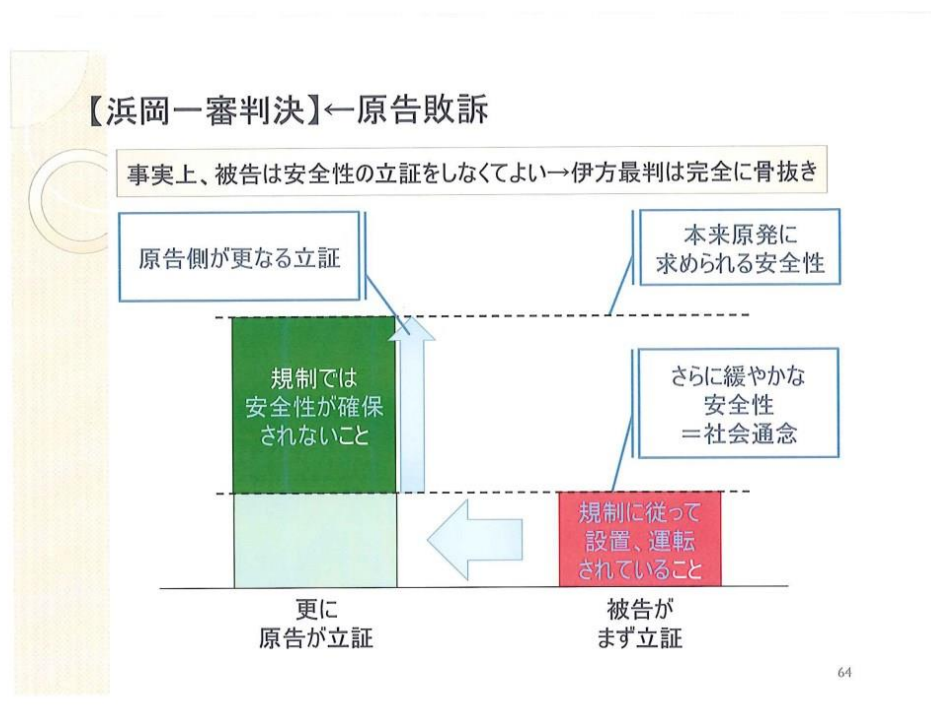 【浜岡一審判決】←原告敗訴
事実上、被告は安全性の立証をしなくてよい→伊方最判は完全に骨抜き
原告側が更なる立証
本来原発に
求められる安全性
規制では
安全性が確保
されないこと
さらに緩やかな
安全性
＝社会通念
規制に従って
設置、運転
されていること
更に
原告が立証
被告が
まず立証
64